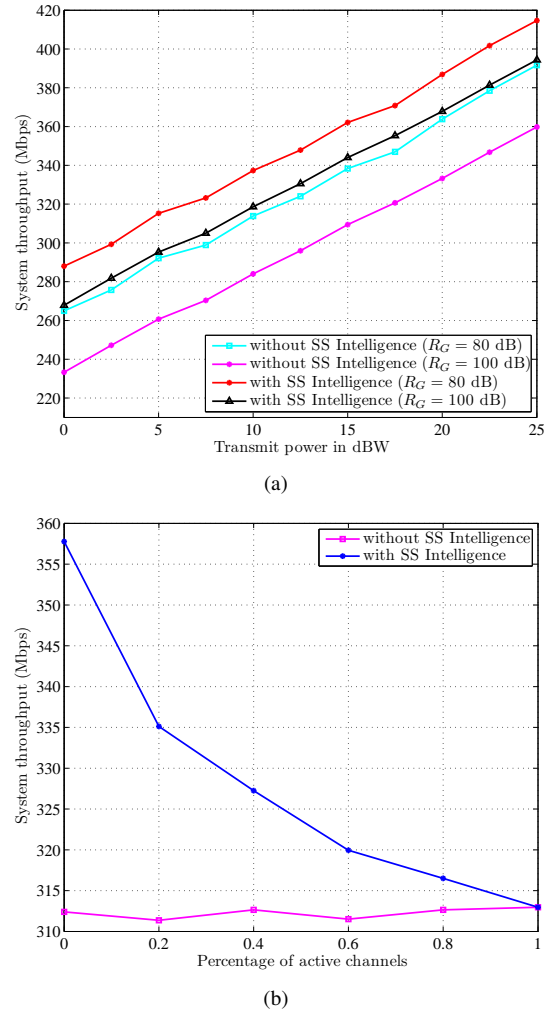 420
400
380
360
340
320
300
280
260
240
220
System throughput (Mbps)
without SS Intelligence (R_G = 80 dB)
without SS Intelligence (R_G = 100 dB)
with SS Intelligence (R_G = 80 dB)
with SS Intelligence (R_G = 100 dB)
0 5 10 15 20 25
Transmit power in dBW
(a)
360
355
350
345
340
335
330
325
320
315
310
System throughput (Mbps)
without SS Intelligence
with SS Intelligence
0 0.2 0.4 0.6 0.8 1
Percentage of active channels
(b)